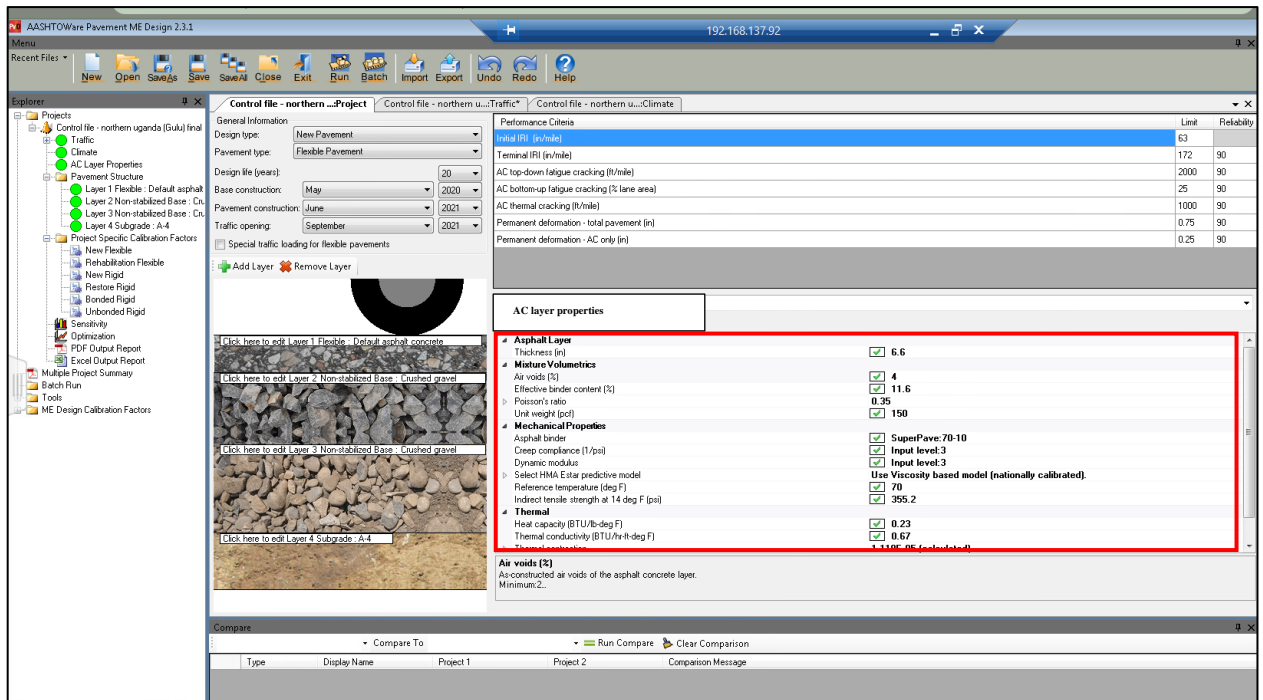 AASHTOWare Pavement ME Design 2.3.1
192.168.137.92
Menu
Recent Files
New Open SaveAs Save SaveAll Close Exit Run Batch Import Export Undo Redo Help
Explorer
Projects
Control file - northern uganda (Gulu) final
Traffic
Climate
AC Layer Properties
Pavement Structure
Layer 1 Flexible : Default asphalt
Layer 2 Non-stabilized Base : Cru
Layer 3 Non-stabilized Base : Cru
Layer 4 Subgrade : A-4
Project Specific Calibration Factors
New Flexible
Rehabilitation Flexible
New Rigid
Restore Rigid
Bonded Rigid
Unbonded Rigid
Sensitivity
Optimization
PDF Output Report
Excel Output Report
Multiple Project Summary
Batch Run
Tools
ME Design Calibration Factors
Control file - northern ...:Project Control file - northern u...:Traffic* Control file - northern u...:Climate
General Information
Design type: New Pavement
Pavement type: Flexible Pavement
Design life (years): 20
Base construction: May 2020
Pavement construction: June 2021
Traffic opening: September 2021
Special traffic loading for flexible pavements
Add Layer Remove Layer
Click here to edit Layer 1 Flexible : Default asphalt concrete
Click here to edit Layer 2 Non-stabilized Base : Crushed gravel
Click here to edit Layer 3 Non-stabilized Base : Crushed gravel
Click here to edit Layer 4 Subgrade : A-4
Performance Criteria Limit Reliability
Initial IRI (in/mile) 63
Terminal IRI (in/mile) 172 90
AC top-down fatigue cracking (ft/mile) 2000 90
AC bottom-up fatigue cracking (% lane area) 25 90
AC thermal cracking (ft/mile) 1000 90
Permanent deformation - total pavement (in) 0.75 90
Permanent deformation - AC only (in) 0.25 90
AC layer properties
Asphalt Layer
Thickness (in) 6.6
Mixture Volumetrics
Air voids (%) 4
Effective binder content (%) 11.6
Poisson's ratio 0.35
Unit weight (pcf) 150
Mechanical Properties
Asphalt binder SuperPave:70-10
Creep compliance (1/psi) Input level:3
Dynamic modulus Input level:3
Select HMA Estar predictive model Use Viscosity based model (nationally calibrated).
Reference temperature (deg F) 70
Indirect tensile strength at 14 deg F (psi) 355.2
Thermal
Heat capacity (BTU/lb-deg F) 0.23
Thermal conductivity (BTU/hr-ft-deg F) 0.67
Thermal contraction 1.119E-05 (calculated)
Air voids (%)
As-constructed air voids of the asphalt concrete layer.
Minimum:2...
Compare
Compare To Run Compare Clear Comparison
Type Display Name Project 1 Project 2 Comparison Message